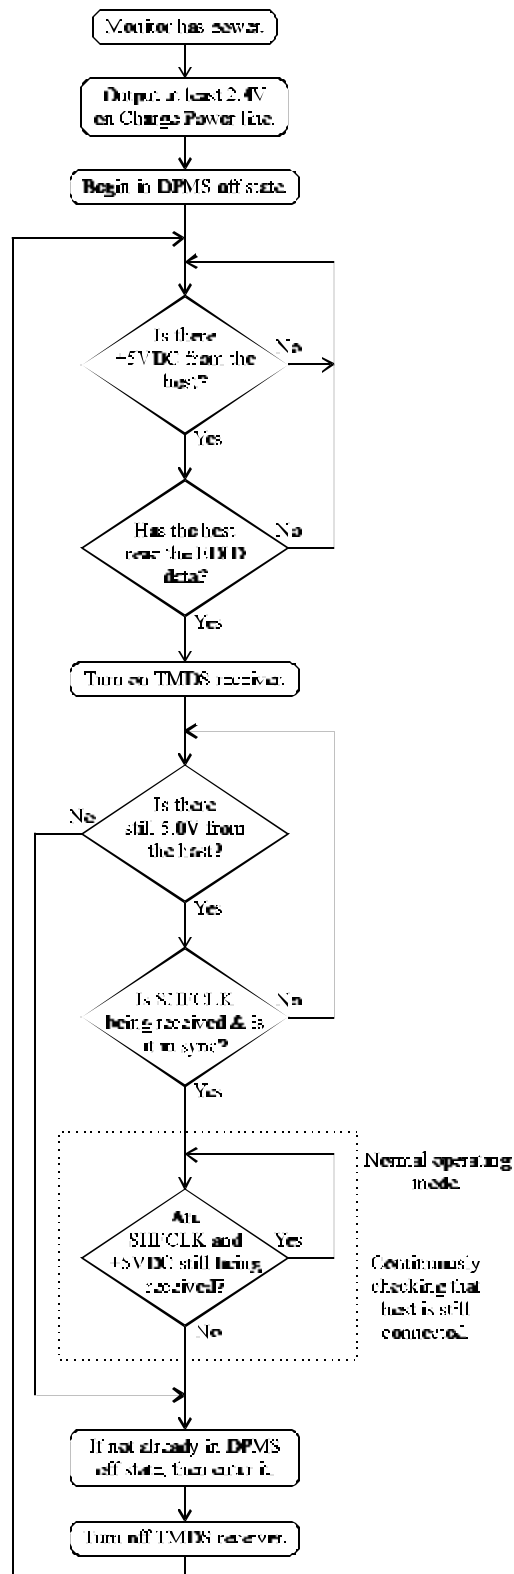 Monitor has power.
Output at least 2.4V
on Charge Power line.
Begin in DPMS off state.
Is there
+5VDC from the
host?
No
Yes
Has the host
read the EDID
data?
No
Yes
Turn on TMDS receiver.
Is there
still 5.0V from
the host?
No
Yes
Is SHFCLK
being received & is
it in sync?
No
Yes
Normal operating
mode.
Are
SHFCLK and
+5VDC still being
received?
Yes
No
Continuously
checking that
host is still
connected.
If not already in DPMS
off state, then enter it.
Turn off TMDS receiver.